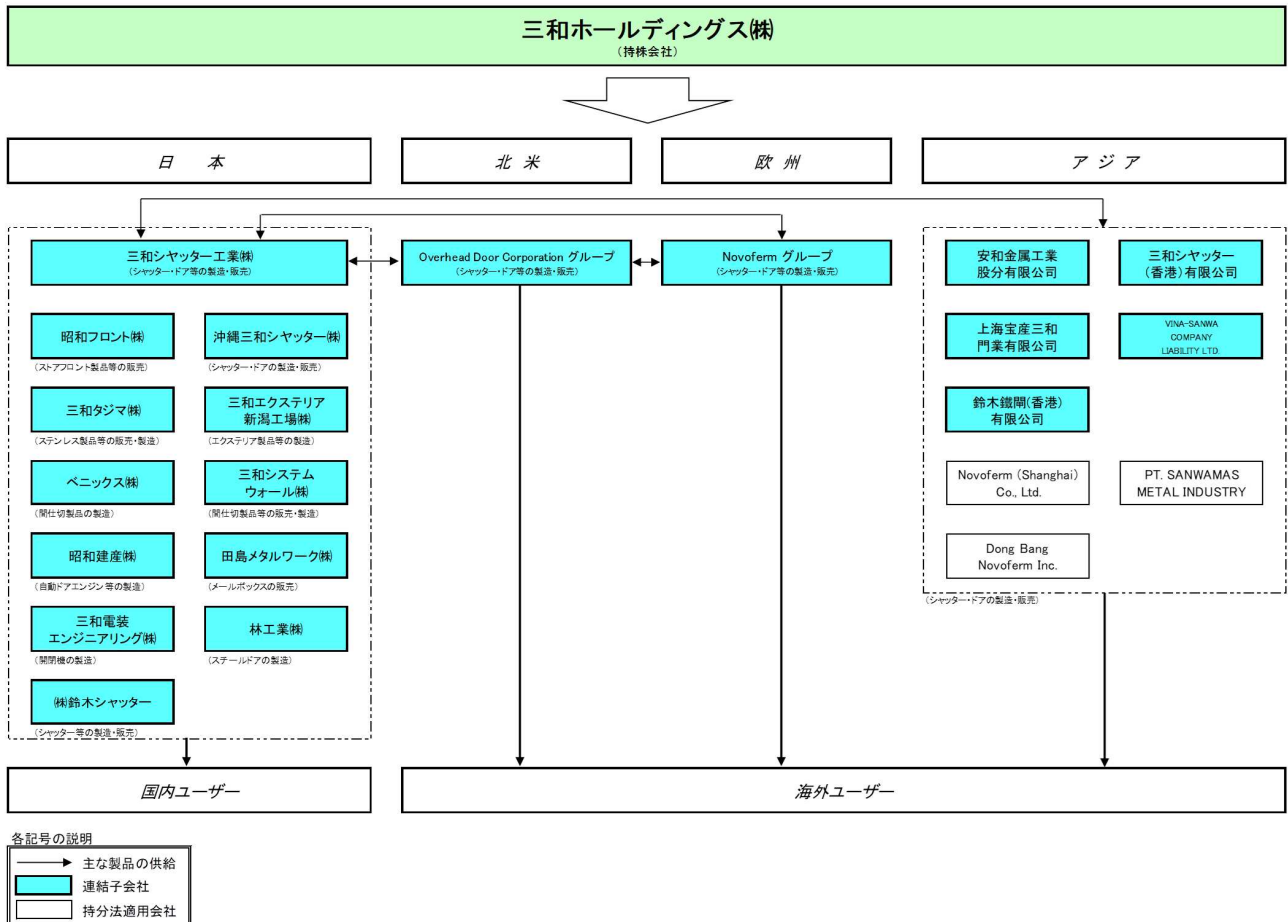 三和ホールディングス㈱
(持株会社)
日 本
北 米
欧 州
ア ジ ア
三和シヤッター工業㈱
(シャッター・ドア等の製造・販売)
Overhead Door Corporation グループ
(シャッター・ドア等の製造・販売)
Novoferm グループ
(シャッター・ドア等の製造・販売)
安和金属工業
股分有限公司
三和シヤッター
(香港)有限公司
昭和フロント㈱
(ストアフロント製品等の販売)
沖縄三和シヤッター㈱
(シャッター・ドアの製造・販売)
上海宝産三和
門業有限公司
VINA-SANWA
COMPANY
LIABILITY LTD.
三和タジマ㈱
(ステンレス製品等の販売・製造)
三和エクステリア
新潟工場㈱
(エクステリア製品等の製造)
鈴木鐵閘(香港)
有限公司
ベニックス㈱
(間仕切製品の製造)
三和システム
ウォール㈱
(間仕切製品等の販売・製造)
Novoferm (Shanghai)
Co., Ltd.
PT. SANWAMAS
METAL INDUSTRY
昭和建産㈱
(自動ドアエンジン等の製造)
田島メタルワーク㈱
(メールボックスの販売)
Dong Bang
Novoferm Inc.
(シャッター・ドアの製造・販売)
三和電装
エンジニアリング㈱
(開閉機の製造)
林工業㈱
(スチールドアの製造)
㈱鈴木シャッター
(シャッター等の製造・販売)
国内ユーザー
海外ユーザー
各記号の説明
主な製品の供給
連結子会社
持分法適用会社